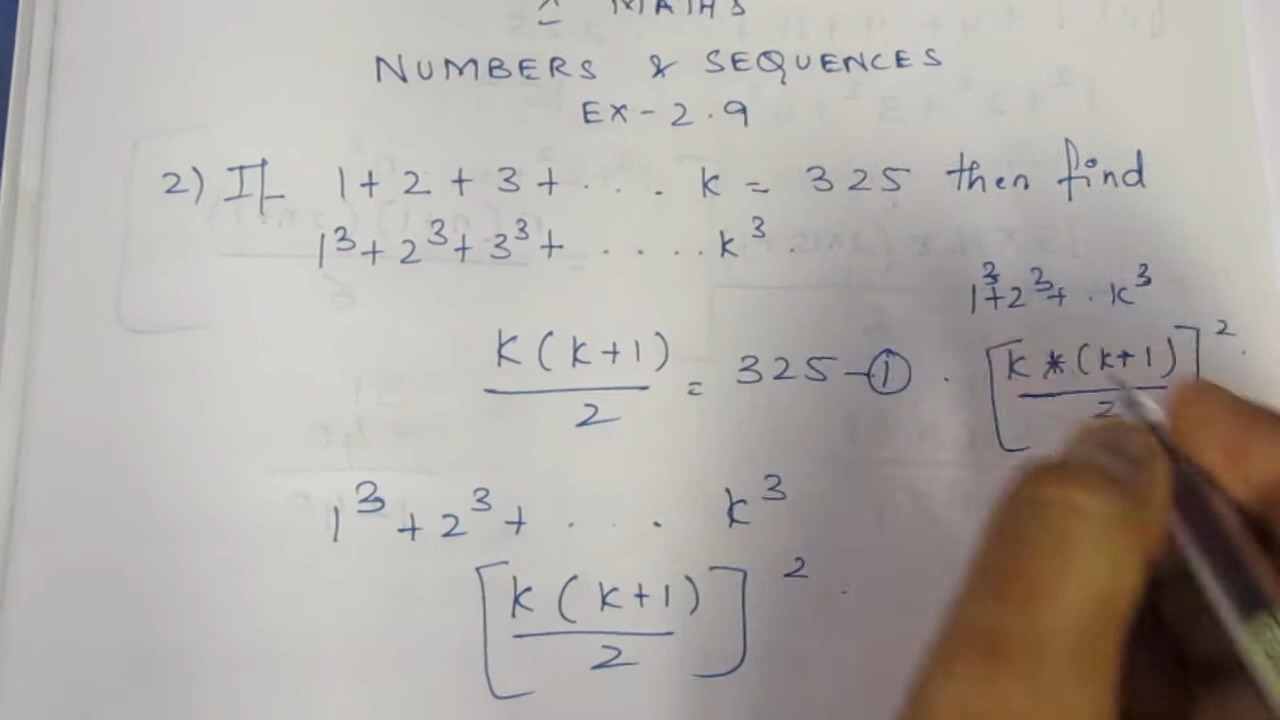 X MATHS
NUMBERS & SEQUENCES
EX-2.9
2) If 1+2+3+.... k = 325 then find
1³+2³+3³+.....k³.
1³+2³+.k³
k(k+1)/2 = 325-①.
[k*(k+1)/2]².
1³+2³+.... k³
[k(k+1)/2]².